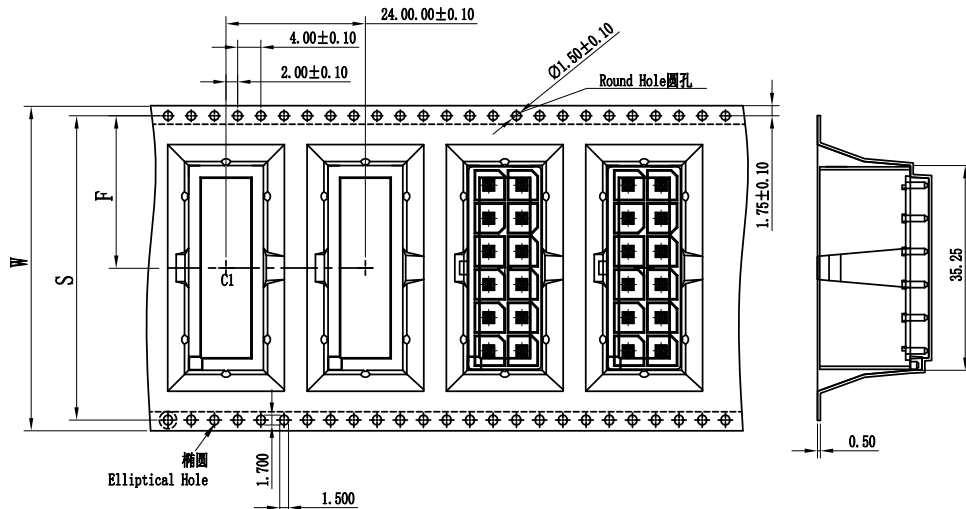 24.00.00±0.10
4.00±0.10
2.00±0.10
Ø1.50±0.10
Round Hole圆孔
1.75±0.10
W
S
F
C1
35.25
0.50
椭圆
Elliptical Hole
1.700
1.500